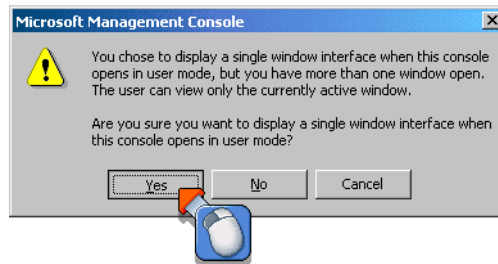 Microsoft Management Console
You chose to display a single window interface when this console
opens in user mode, but you have more than one window open.
The user can view only the currently active window.
Are you sure you want to display a single window interface when
this console opens in user mode?
Yes No Cancel